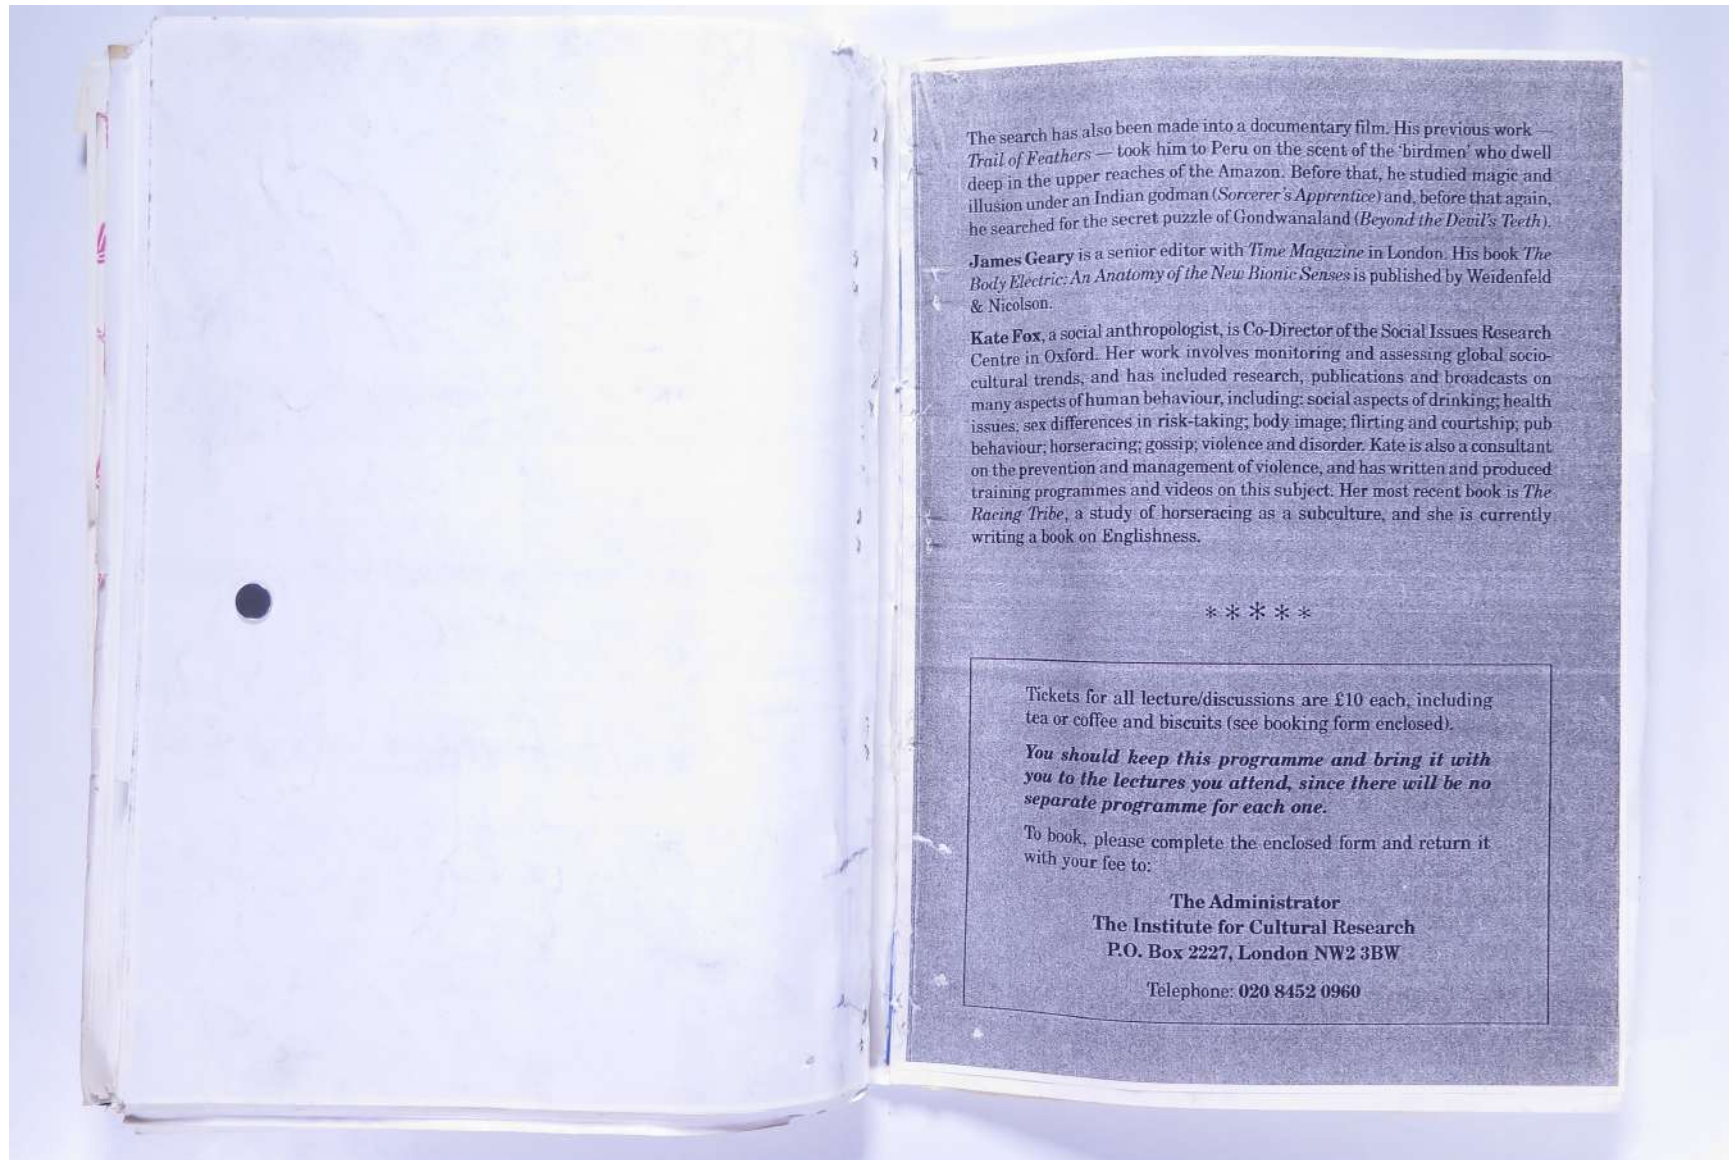 The search has also been made into a documentary film. His previous work —
Trail of Feathers — took him to Peru on the scent of the ‘birdmen’ who dwell
deep in the upper reaches of the Amazon. Before that, he studied magic and
illusion under an Indian godman (Sorcerer’s Apprentice) and, before that again,
he searched for the secret puzzle of Gondwanaland (Beyond the Devil’s Teeth).
James Geary is a senior editor with Time Magazine in London. His book The
Body Electric: An Anatomy of the New Bionic Senses is published by Weidenfeld
& Nicolson.
Kate Fox, a social anthropologist, is Co-Director of the Social Issues Research
Centre in Oxford. Her work involves monitoring and assessing global socio-
cultural trends, and has included research, publications and broadcasts on
many aspects of human behaviour, including: social aspects of drinking; health
issues; sex differences in risk-taking; body image; flirting and courtship; pub
behaviour; horseracing; gossip; violence and disorder. Kate is also a consultant
on the prevention and management of violence, and has written and produced
training programmes and videos on this subject. Her most recent book is The
Racing Tribe, a study of horseracing as a subculture, and she is currently
writing a book on Englishness.
* * * * *
Tickets for all lecture/discussions are £10 each, including
tea or coffee and biscuits (see booking form enclosed).
You should keep this programme and bring it with
you to the lectures you attend, since there will be no
separate programme for each one.
To book, please complete the enclosed form and return it
with your fee to:
The Administrator
The Institute for Cultural Research
P.O. Box 2227, London NW2 3BW
Telephone: 020 8452 0960